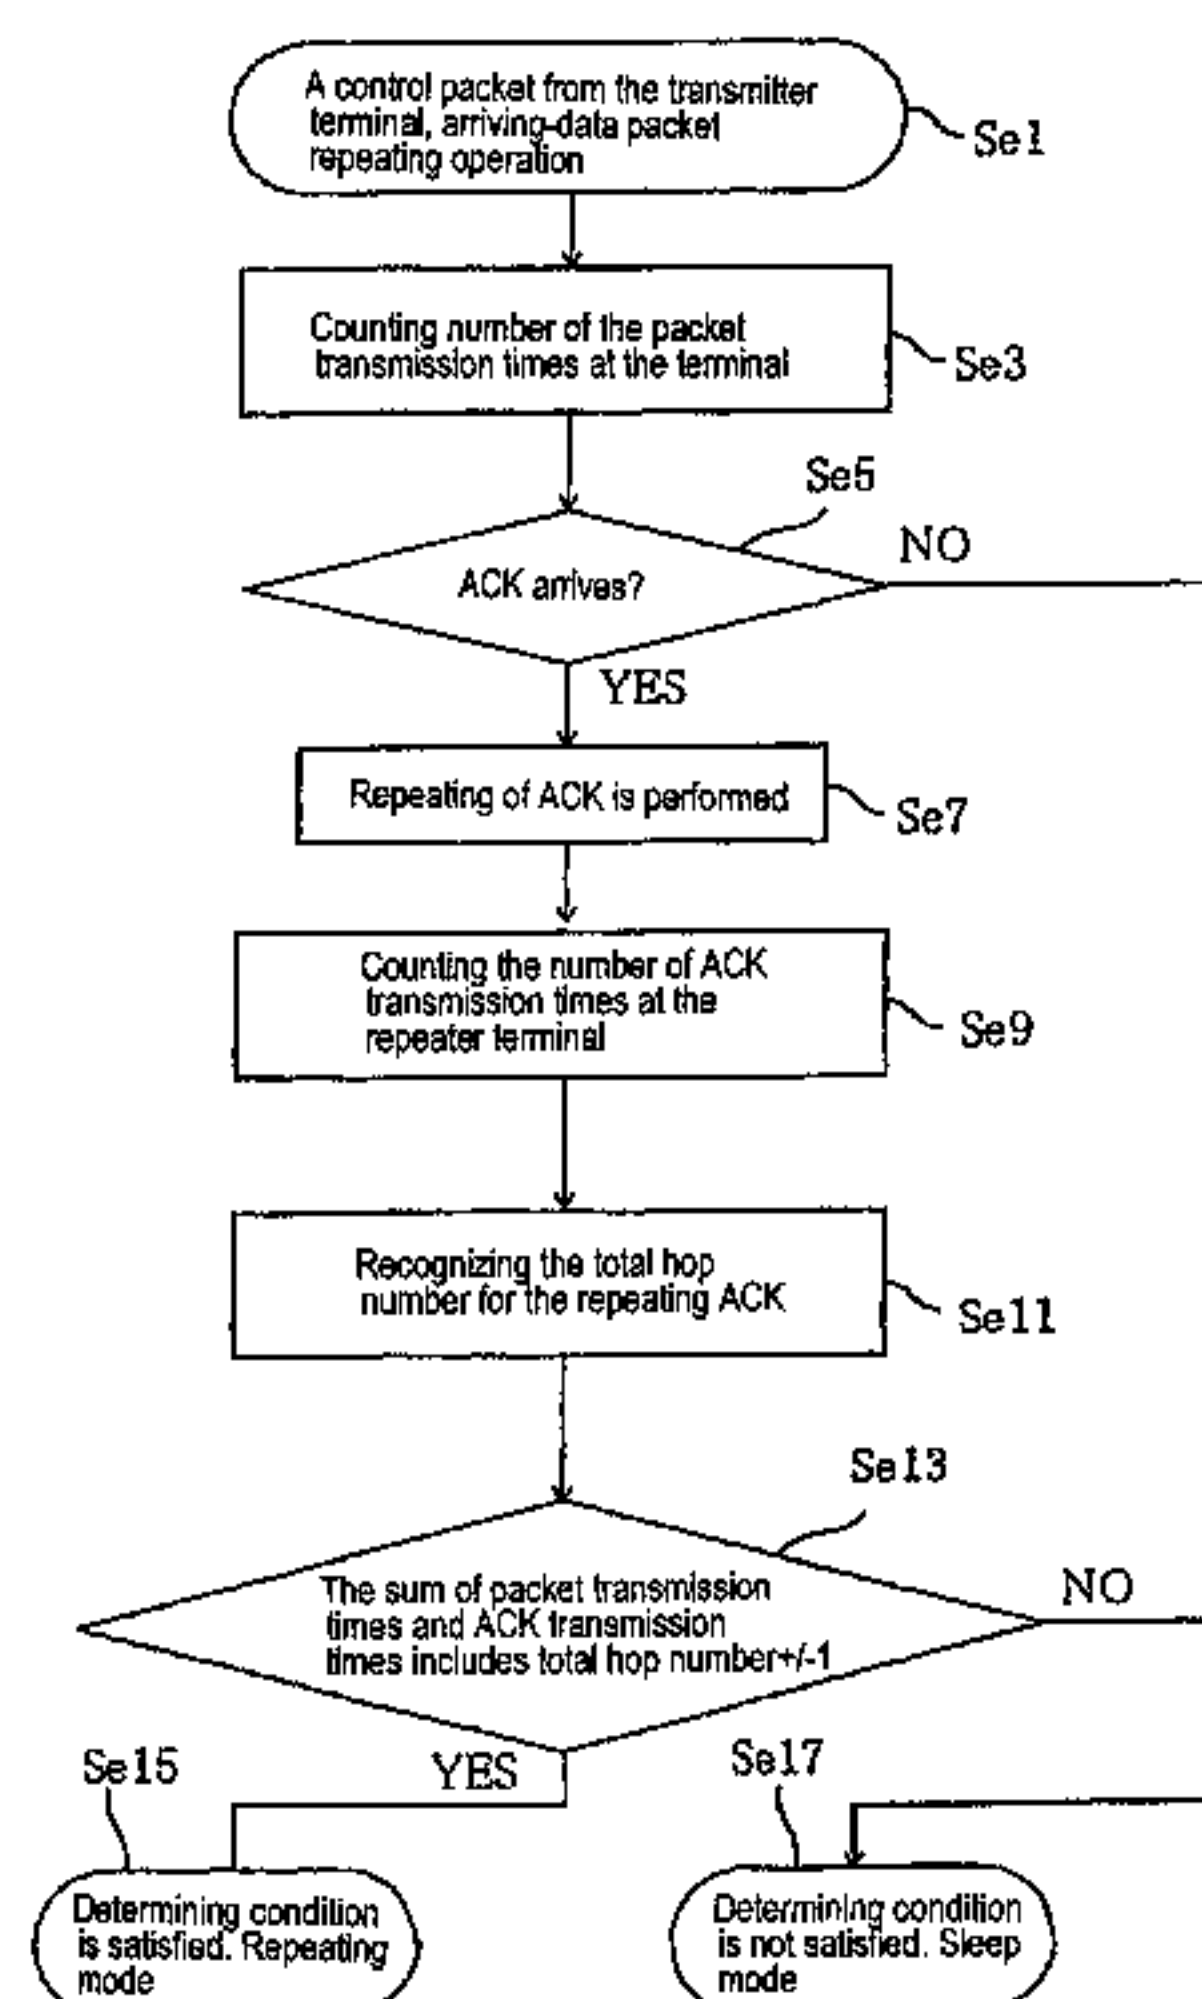 A control packet from the transmitter
terminal, arriving-data packet
repeating operation
Se1
Counting number of the packet
transmission times at the terminal
Se3
Se5
NO
ACK arrives?
YES
Repeating of ACK is performed
Se7
Counting the number of ACK
transmission times at the
repeater terminal
Se9
Recognizing the total hop
number for the repeating ACK
Se11
Se13
NO
The sum of packet transmission
times and ACK transmission
times includes total hop number+/-1
YES
Se15
Se17
Determining condition
is satisfied. Repeating
mode
Determining condition
is not satisfied. Sleep
mode